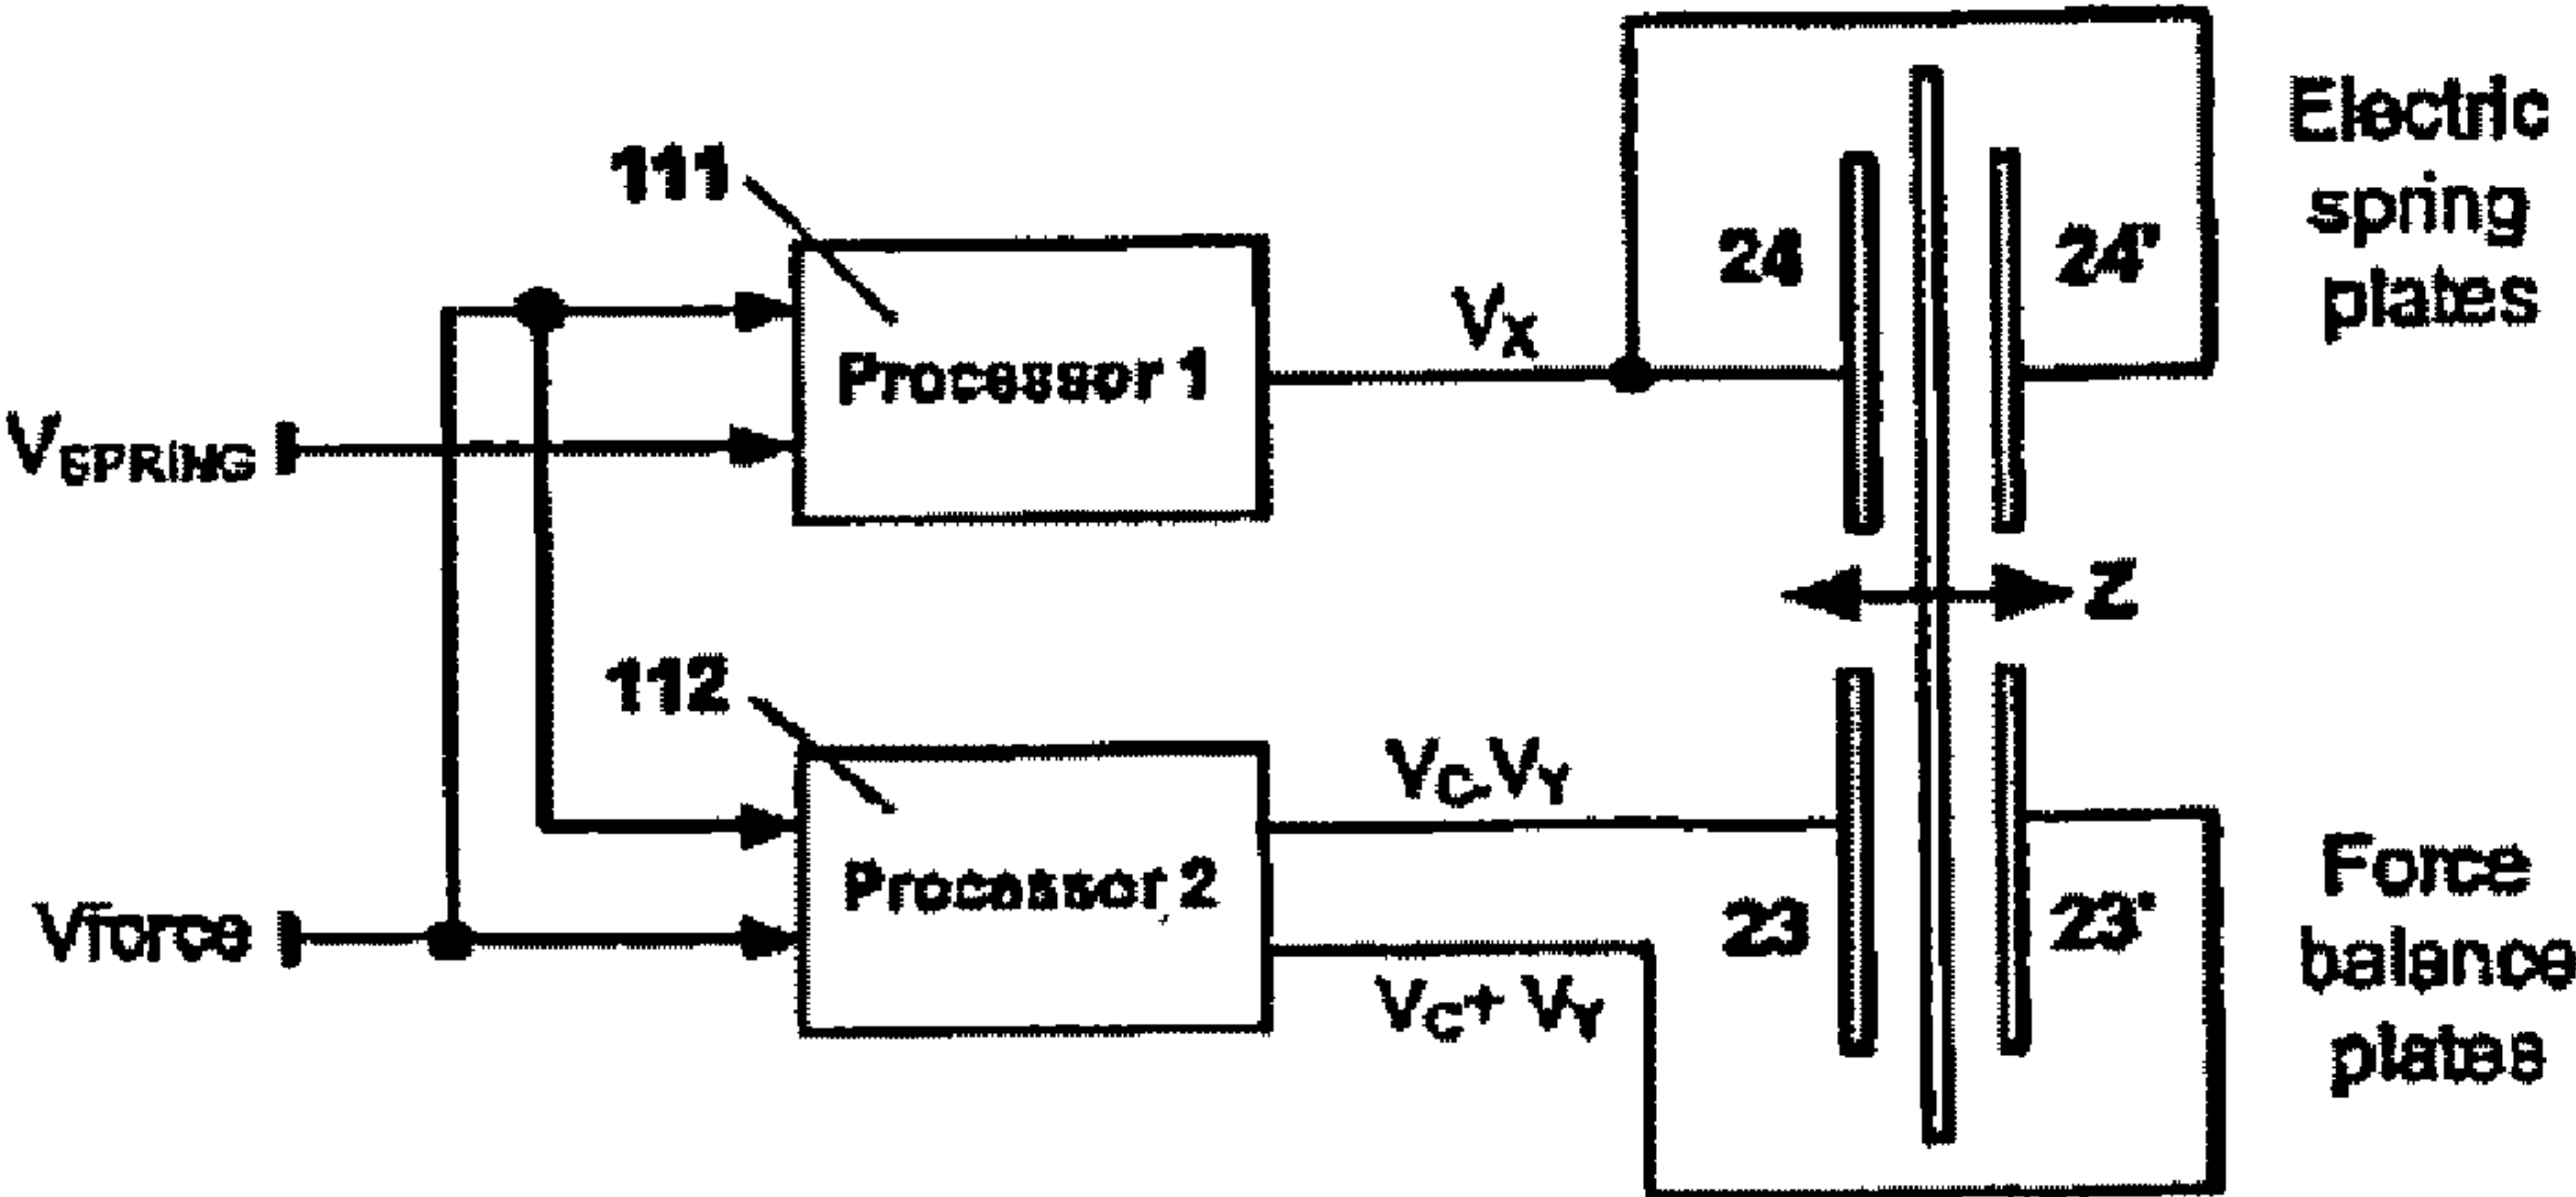 Electric
spring
plates
111
24
24'
Processor 1
VX
VSPRING
Z
112
VC-VY
Processor 2
Vforce
23
23'
VC+ VY
Force
balance
plates